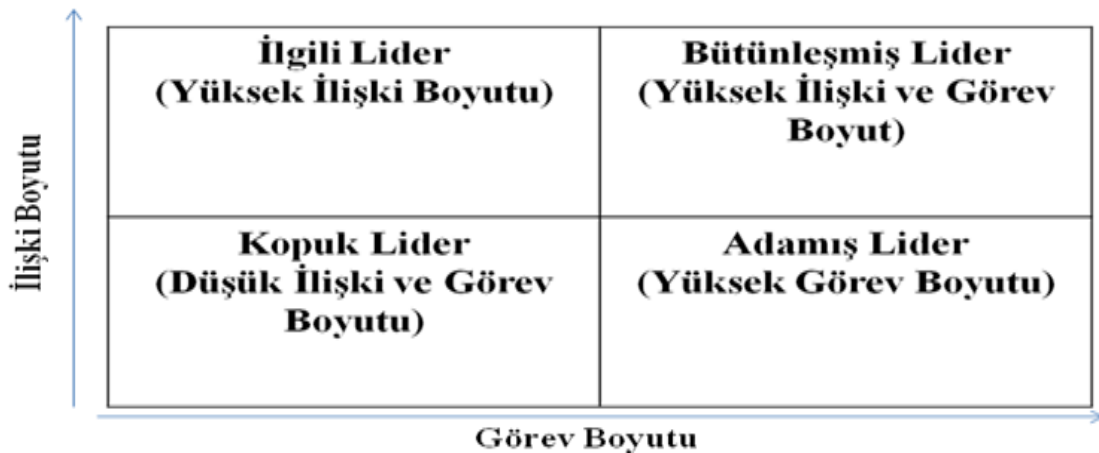 İlgili Lider
(Yüksek İlişki Boyutu)
Bütünleşmiş Lider
(Yüksek İlişki ve Görev
Boyut)
İlişki Boyutu
Kopuk Lider
(Düşük İlişki ve Görev
Boyutu)
Adamış Lider
(Yüksek Görev Boyutu)
Görev Boyutu